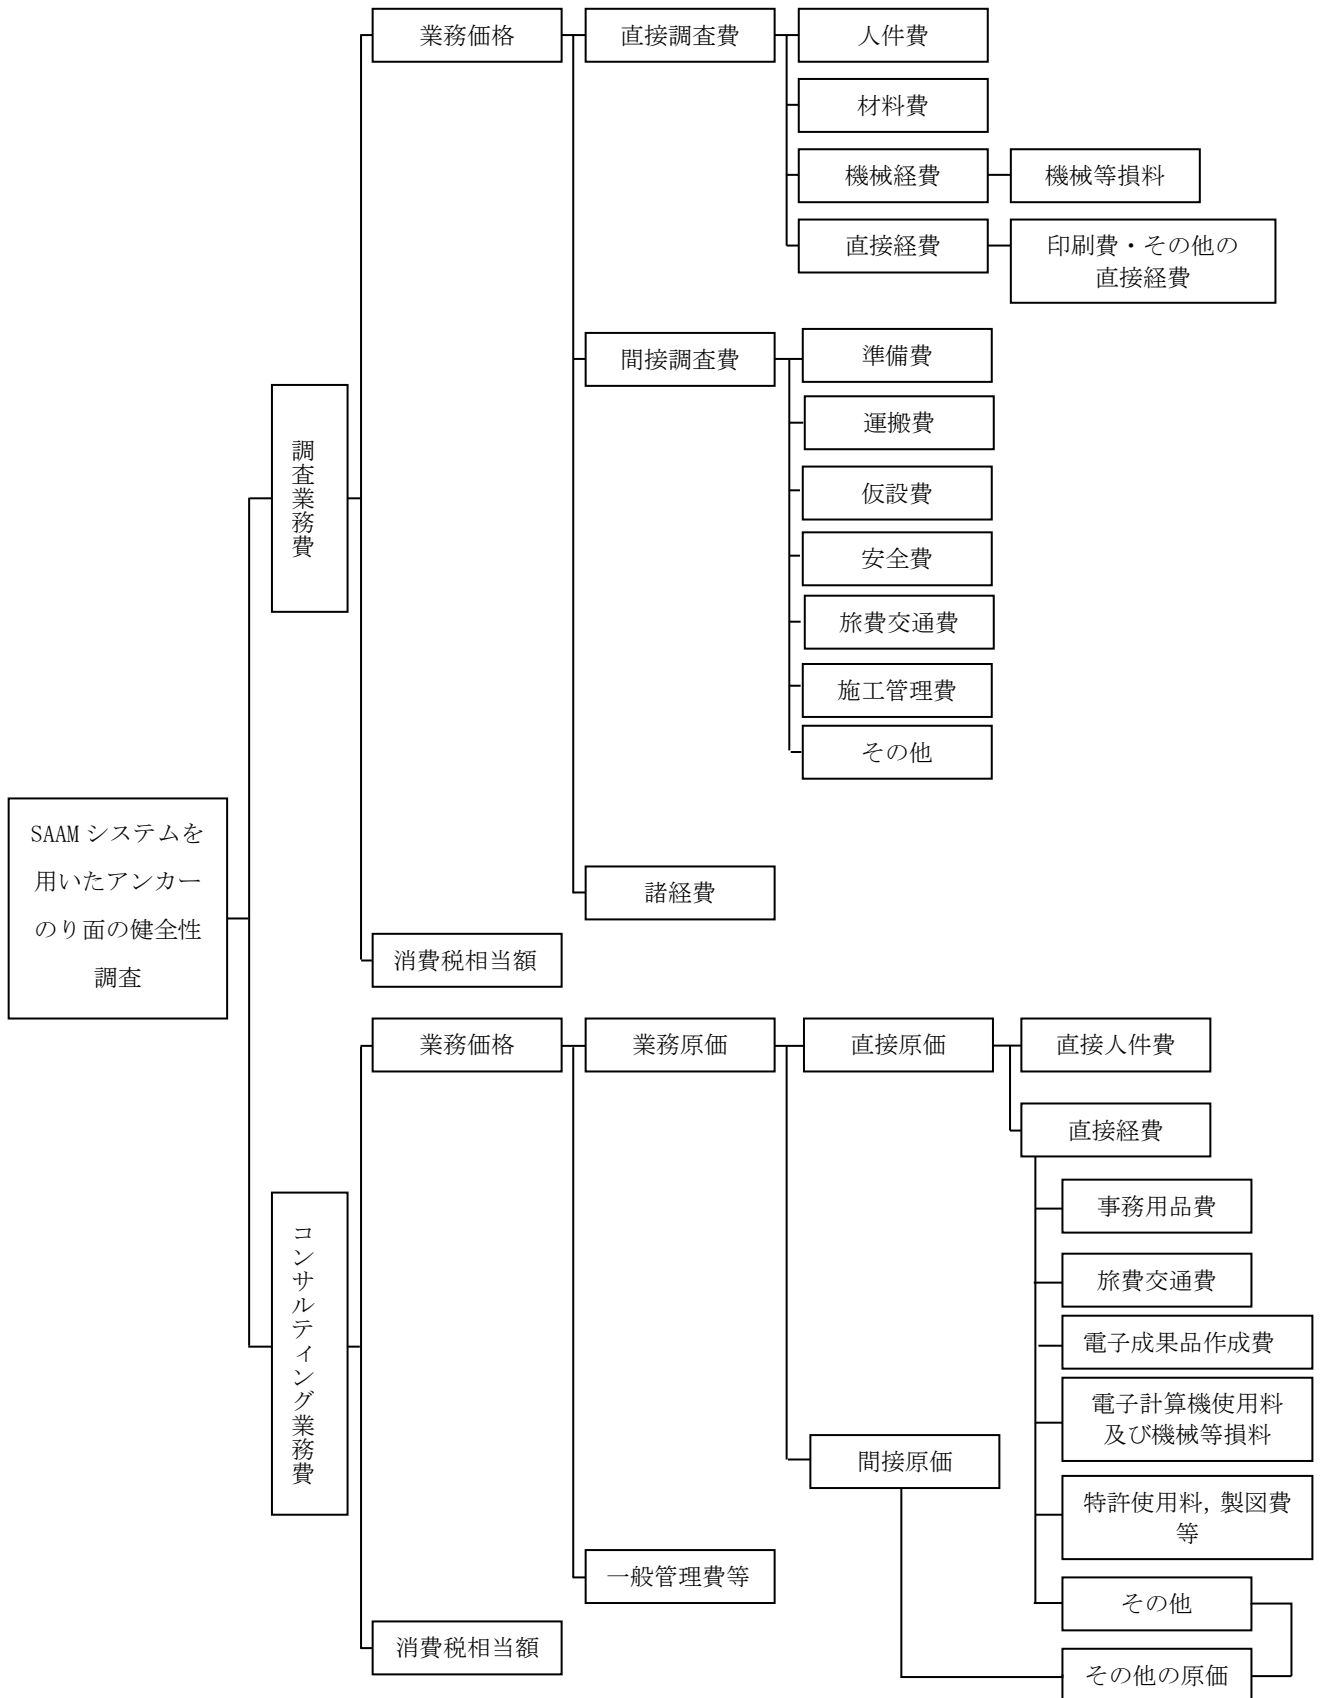 業務価格
直接調査費
人件費
材料費
機械経費
機械等損料
直接経費
印刷費・その他の
直接経費
間接調査費
準備費
運搬費
仮設費
安全費
旅費交通費
施工管理費
その他
調査業務費
諸経費
消費税相当額
SAAM システムを
用いたアンカー
のり面の健全性
調査
業務価格
業務原価
直接原価
直接人件費
直接経費
事務用品費
旅費交通費
電子成果品作成費
電子計算機使用料
及び機械等損料
特許使用料, 製図費
等
その他
間接原価
その他の原価
コンサルティング業務費
一般管理費等
消費税相当額